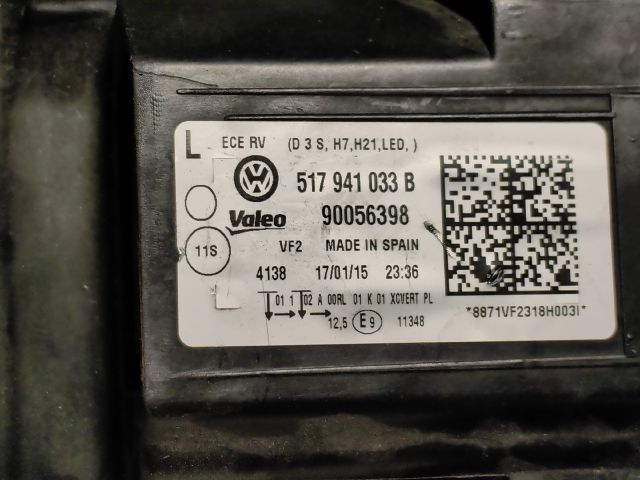 L ECE RV (D 3 S, H7,H21,LED, )
517 941 033 B
Valeo 90056398
11S
VF2 MADE IN SPAIN
4138 17/01/15 23:36
01 1 02 A 00RL 01 K 01 XCVERT PL
12,5 E9 11348
*8871VF2318H003I*